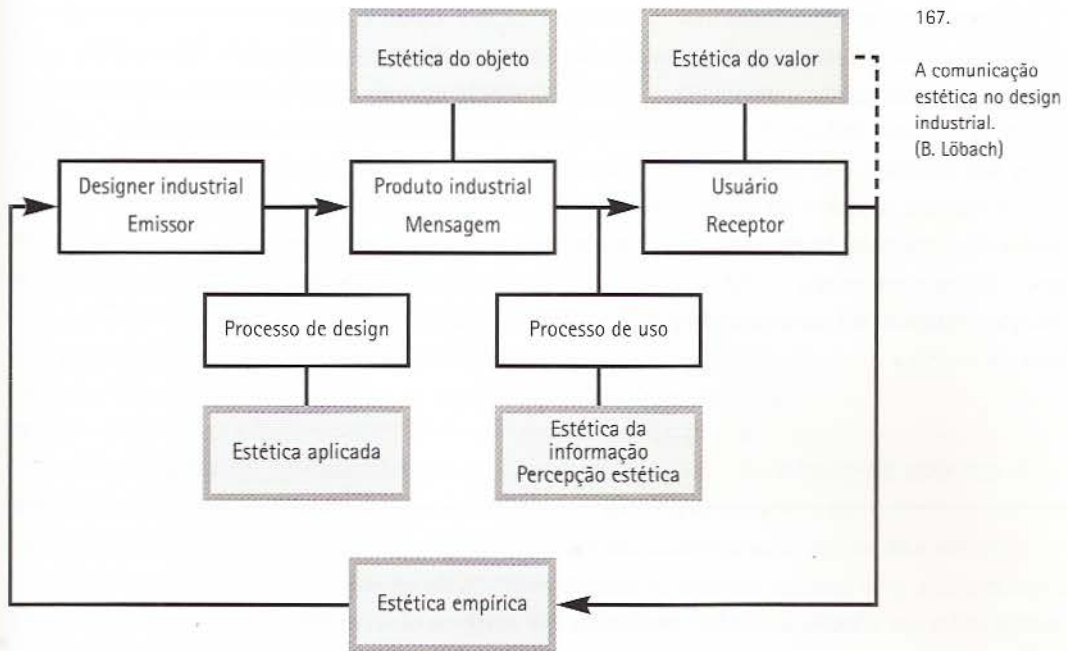 Estética do objeto
Estética do valor
167.
A comunicação
estética no design
industrial.
(B. Löbach)
Designer industrial
Emissor
Produto industrial
Mensagem
Usuário
Receptor
Processo de design
Processo de uso
Estética aplicada
Estética da
informação
Percepção estética
Estética empírica